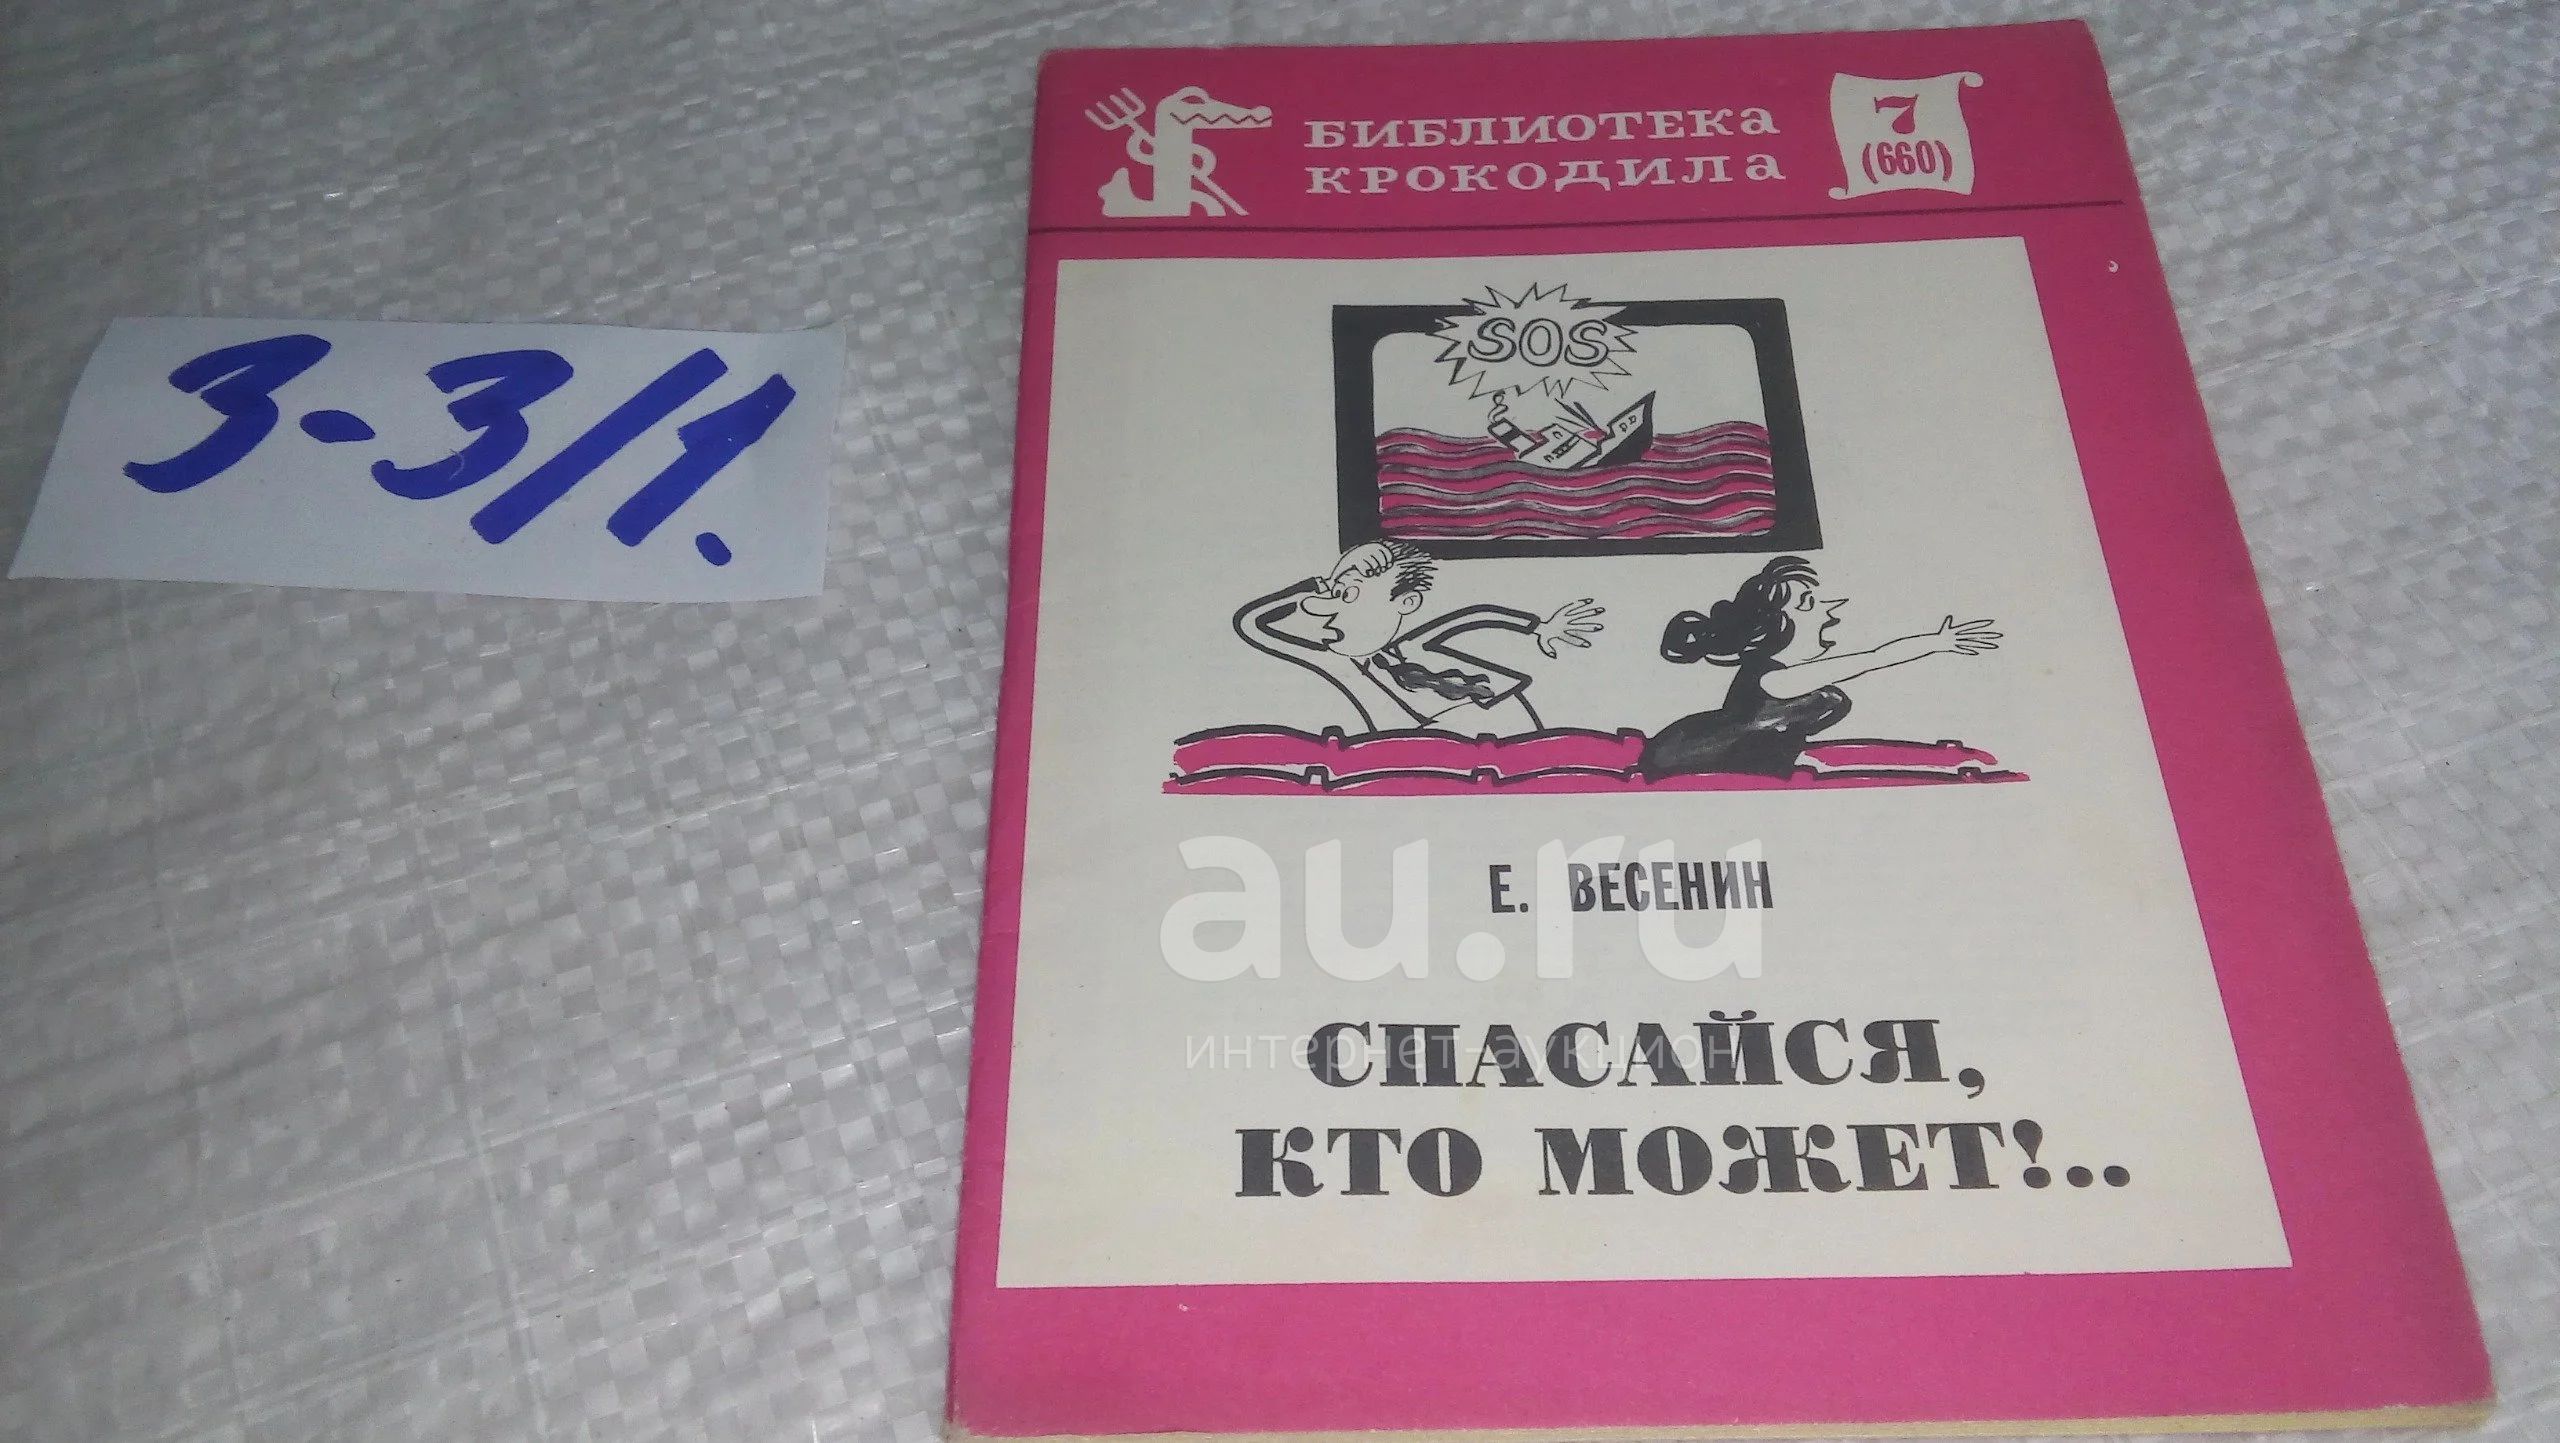 3-3/1.
БИБЛИОТЕКА
КРОКОДИЛА
7
(660)
SOS
Е. ВЕСЕНИН
au.ru
интернет-аукцион
СПАСАЙСЯ,
КТО МОЖЕТ!..